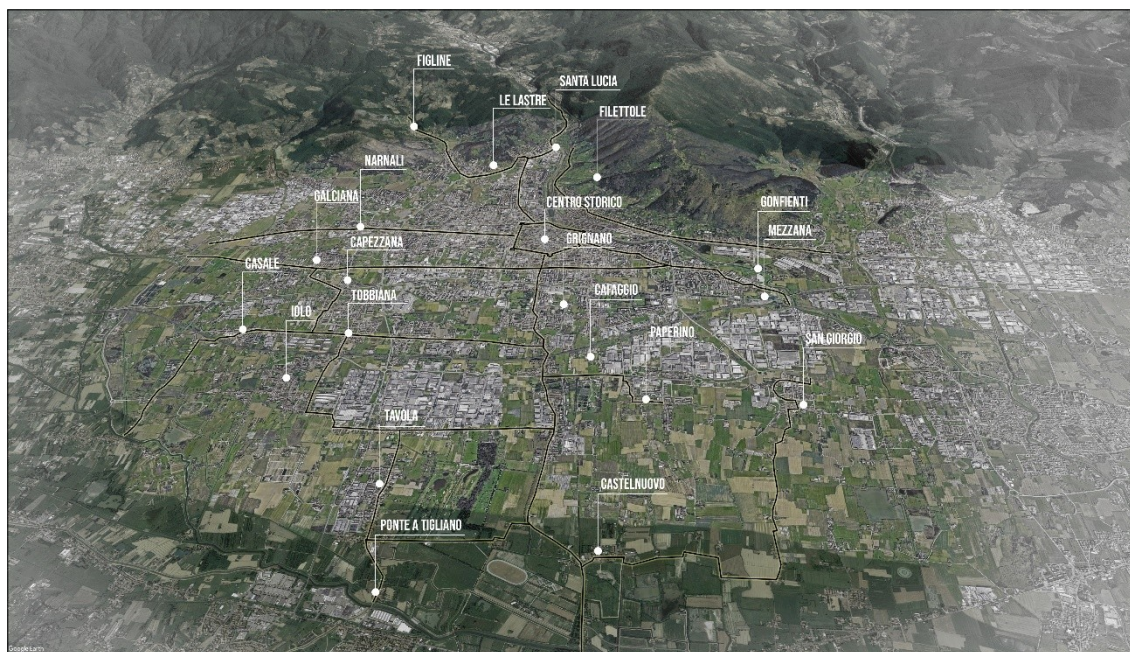 FIGLINE
SANTA LUCIA
LE LASTRE
FILETTOLE
NARNALI
GALCIANA
CENTRO STORICO
GONFIENTI
CAPEZZANA
GRIGNANO
MEZZANA
CASALE
CAFAGGIO
IOLO
TOBBIANA
PAPERINO
SAN GIORGIO
TAVOLA
CASTELNUOVO
PONTE A TIGLIANO
Google Earth